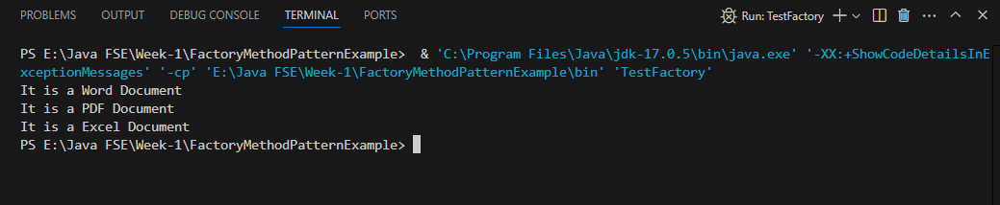 PROBLEMS OUTPUT DEBUG CONSOLE TERMINAL PORTS Run: TestFactory
PS E:\Java FSE\Week-1\FactoryMethodPatternExample>  & 'C:\Program Files\Java\jdk-17.0.5\bin\java.exe' '-XX:+ShowCodeDetailsInE
xceptionMessages' '-cp' 'E:\Java FSE\Week-1\FactoryMethodPatternExample\bin' 'TestFactory'
It is a Word Document
It is a PDF Document
It is a Excel Document
PS E:\Java FSE\Week-1\FactoryMethodPatternExample>